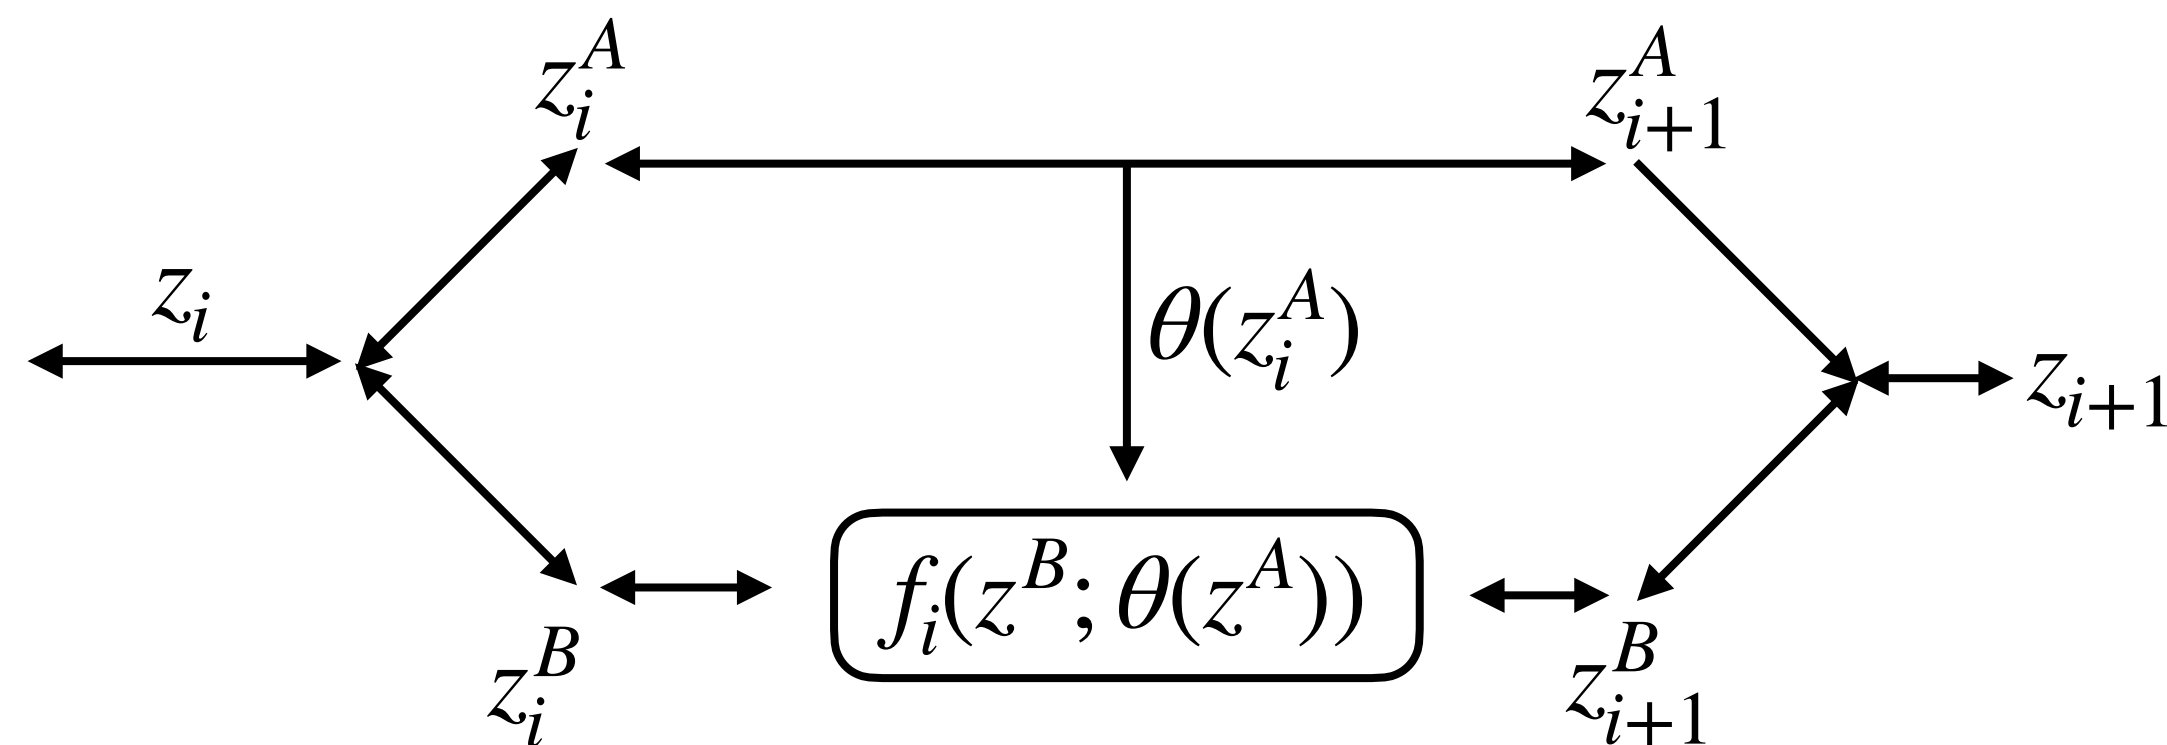 z_i^A
z_{i+1}^A
z_i
θ(z_i^A)
z_{i+1}
f_i(z^B; θ(z^A))
z_i^B
z_{i+1}^B